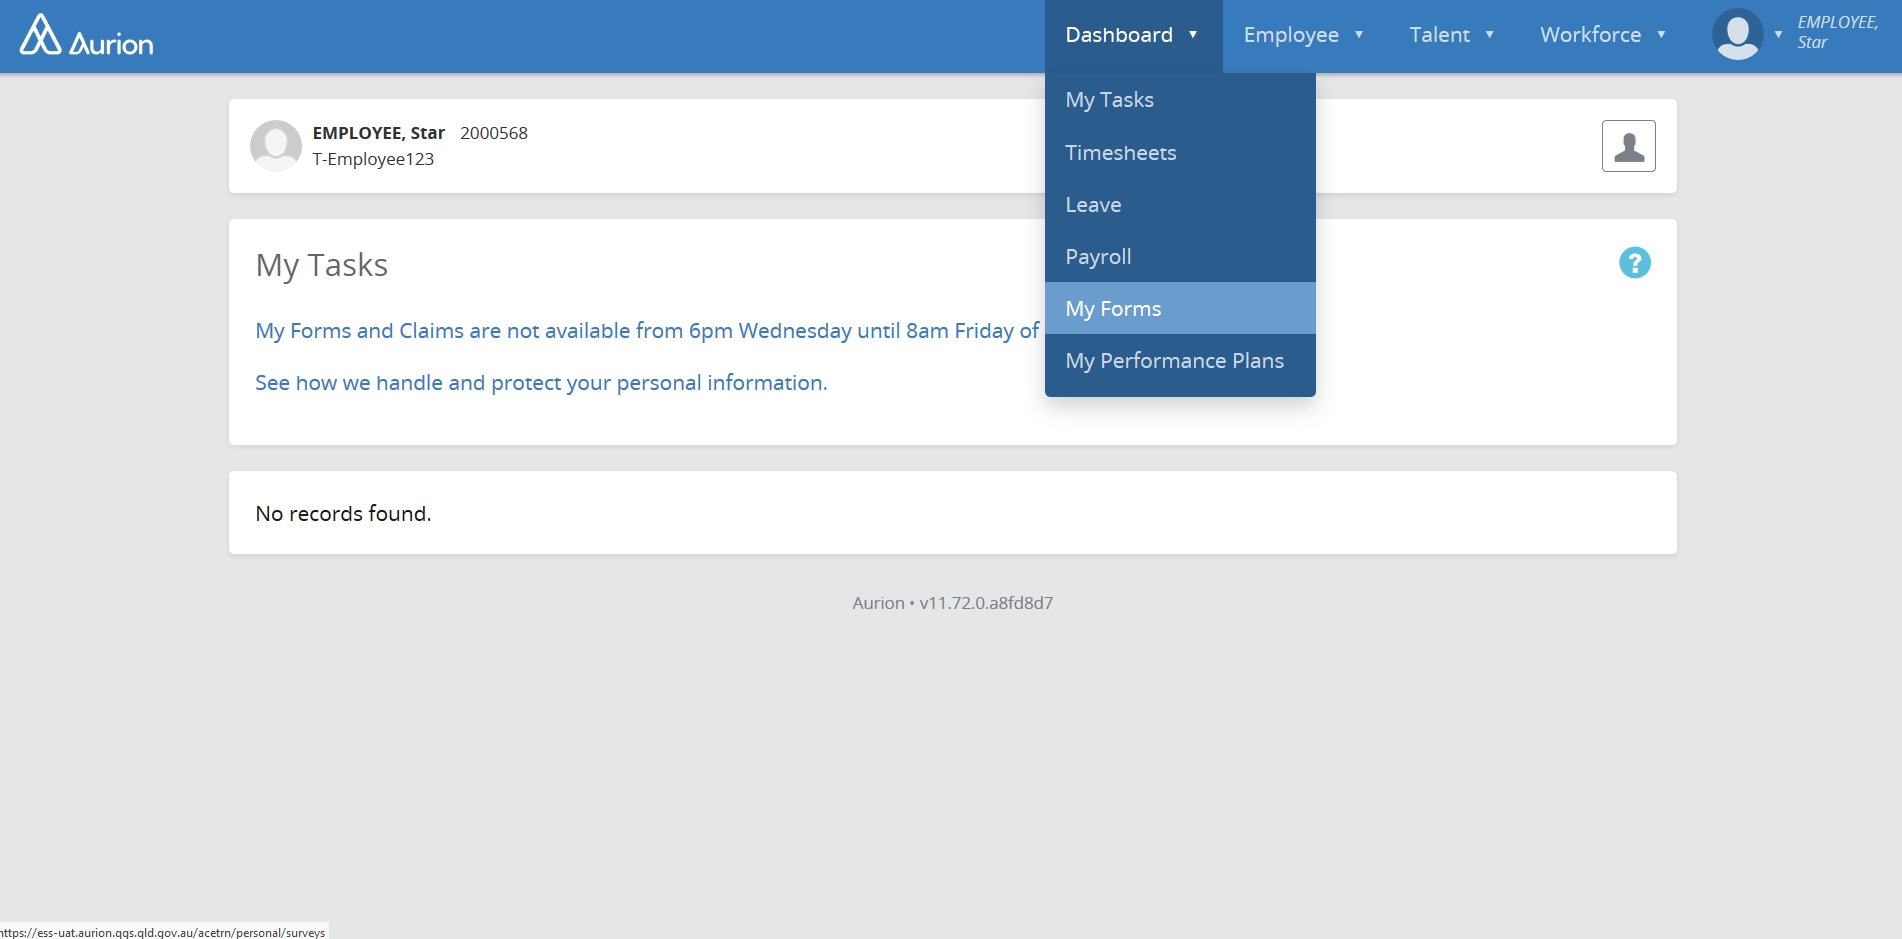 Aurion
Dashboard
Employee
Talent
Workforce
EMPLOYEE,
Star
My Tasks
Timesheets
Leave
Payroll
My Forms
My Performance Plans
EMPLOYEE, Star 2000568
T-Employee123
My Tasks
?
My Forms and Claims are not available from 6pm Wednesday until 8am Friday of
See how we handle and protect your personal information.
No records found.
Aurion • v11.72.0.a8fd8d7
https://ess-uat.aurion.qgs.qld.gov.au/acetrn/personal/surveys